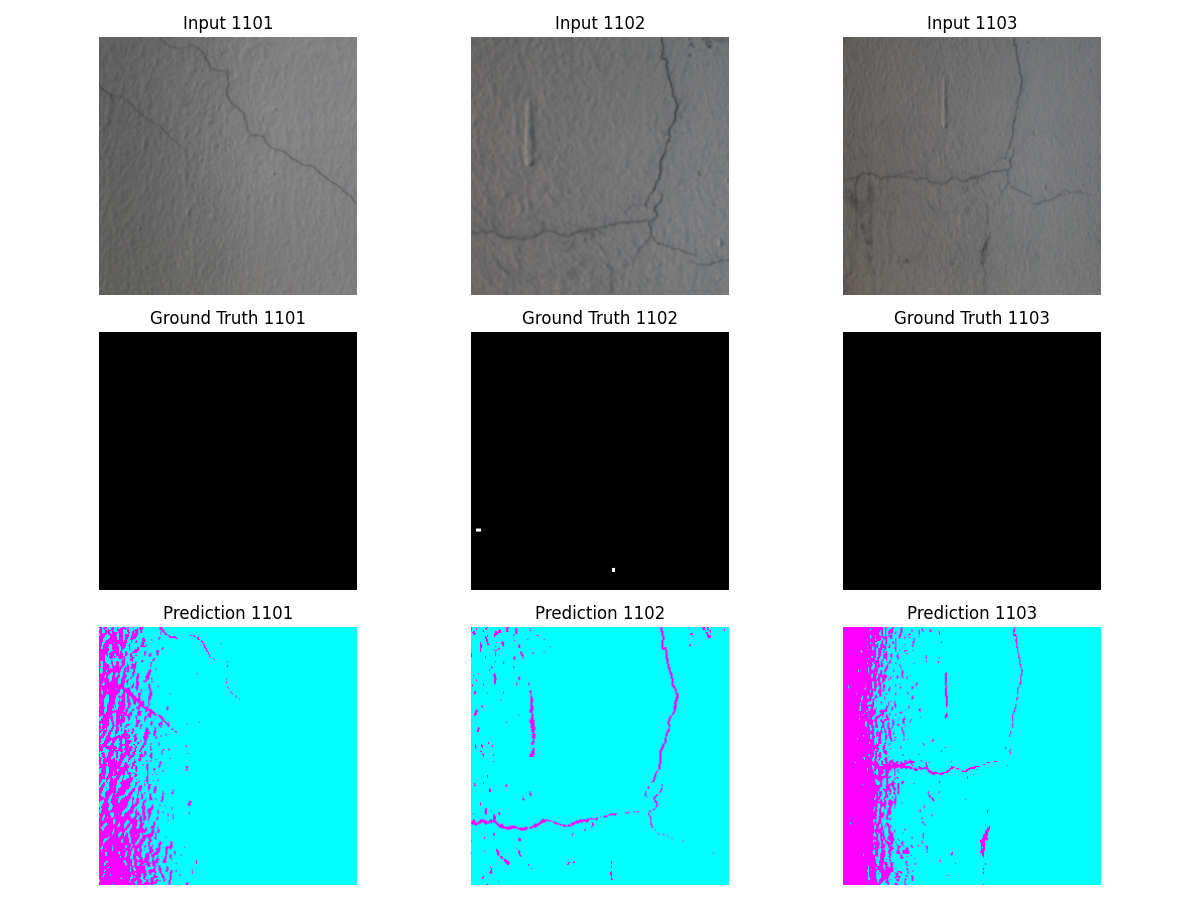 Input 1101
Input 1102
Input 1103
Ground Truth 1101
Ground Truth 1102
Ground Truth 1103
Prediction 1101
Prediction 1102
Prediction 1103